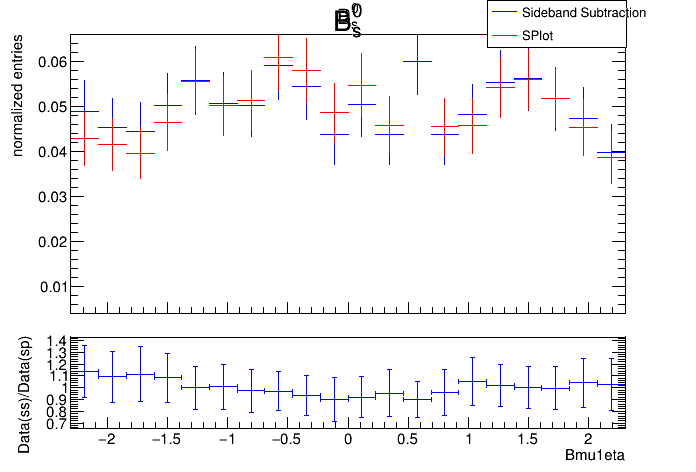 B⁰ₛ
Sideband Subtraction
SPlot
normalized entries
0.06
0.05
0.04
0.03
0.02
0.01
Data(ss)/Data(sp)
1.4
1.3
1.2
1.1
1
0.9
0.8
0.7
−2 −1.5 −1 −0.5 0 0.5 1 1.5 2
Bmu1eta